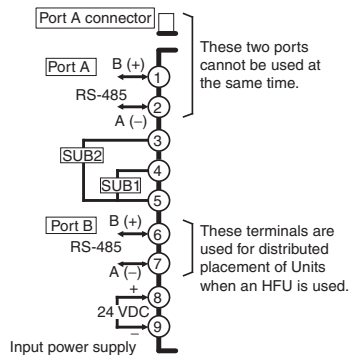 Port A connector
These two ports
cannot be used at
the same time.
Port A
B (+)
1
RS-485
2
A (−)
3
SUB2
4
SUB1
5
Port B
B (+)
6
RS-485
These terminals are
used for distributed
placement of Units
when an HFU is used.
A (−)
7
+
8
24 VDC
−
9
Input power supply